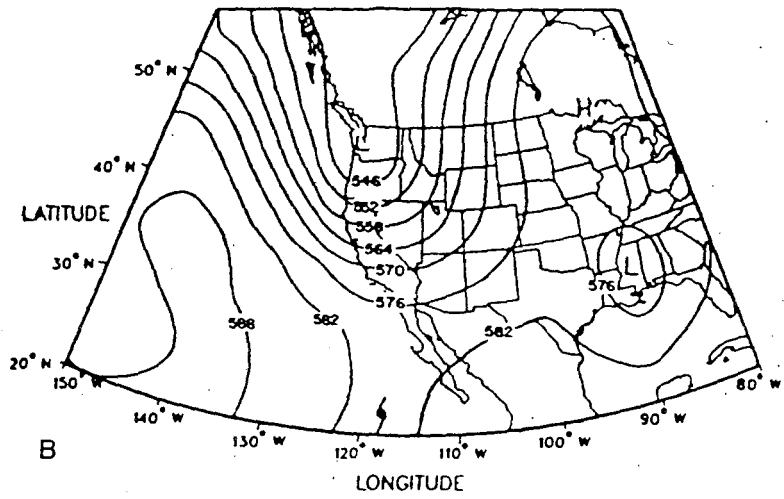 50° N
40° N
LATITUDE
30° N
20° N
150° W
140° W
130° W
120° W
110° W
100° W
90° W
80° W
LONGITUDE
B
H
L
546
552
558
564
570
576
588
582
582
576
L